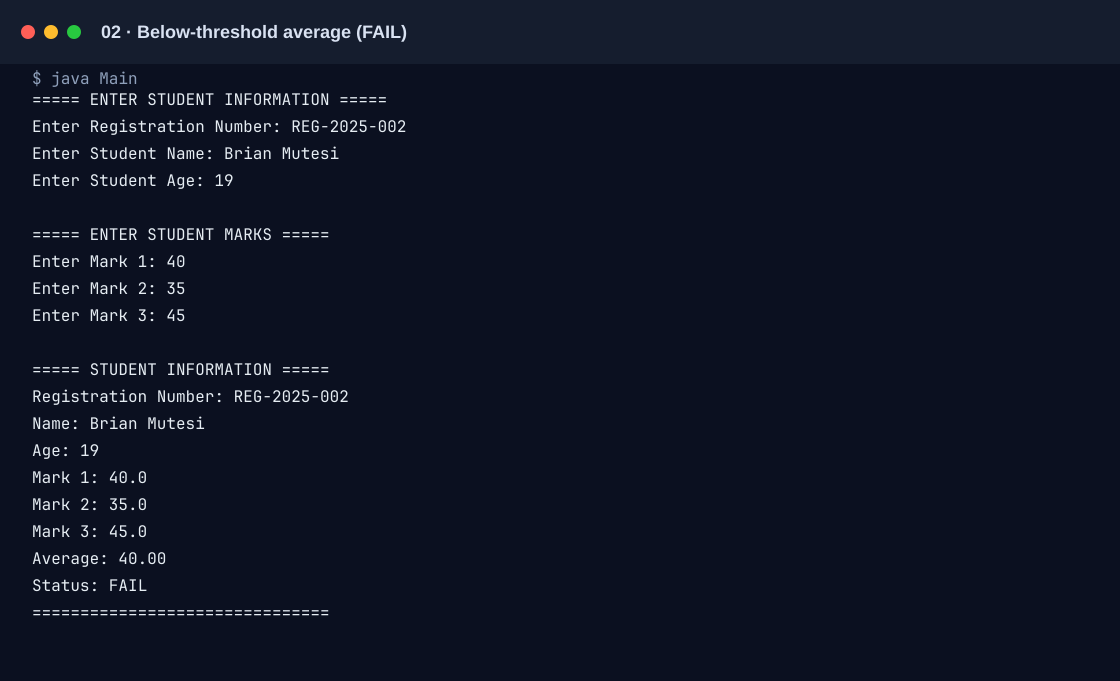 02 · Below-threshold average (FAIL)
$ java Main
===== ENTER STUDENT INFORMATION =====
Enter Registration Number: REG-2025-002
Enter Student Name: Brian Mutesi
Enter Student Age: 19
===== ENTER STUDENT MARKS =====
Enter Mark 1: 40
Enter Mark 2: 35
Enter Mark 3: 45
===== STUDENT INFORMATION =====
Registration Number: REG-2025-002
Name: Brian Mutesi
Age: 19
Mark 1: 40.0
Mark 2: 35.0
Mark 3: 45.0
Average: 40.00
Status: FAIL
===============================